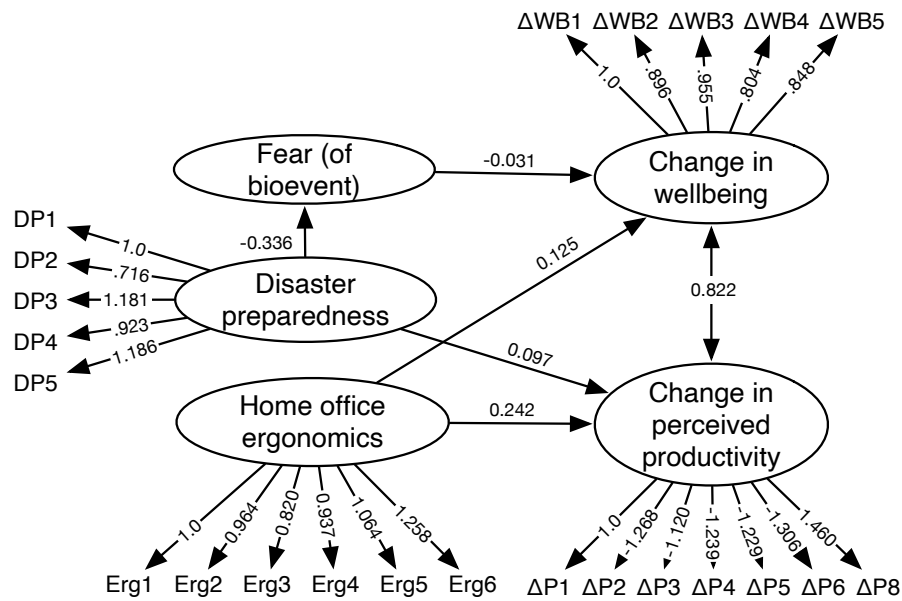 ΔWB1 ΔWB2 ΔWB3 ΔWB4 ΔWB5
1.0 .896 .955 .804 .848
Fear (of
bioevent)
-0.031
Change in
wellbeing
DP1
DP2
DP3
DP4
DP5
1.0
.716
1.181
.923
1.186
-0.336
Disaster
preparedness
0.125
0.822
0.097
Home office
ergonomics
0.242
Change in
perceived
productivity
1.0 0.964 0.820 0.937 1.064 1.258
Erg1 Erg2 Erg3 Erg4 Erg5 Erg6
1.0 -1.268 -1.120 -1.239 -1.229 -1.306 1.460
ΔP1 ΔP2 ΔP3 ΔP4 ΔP5 ΔP6 ΔP8